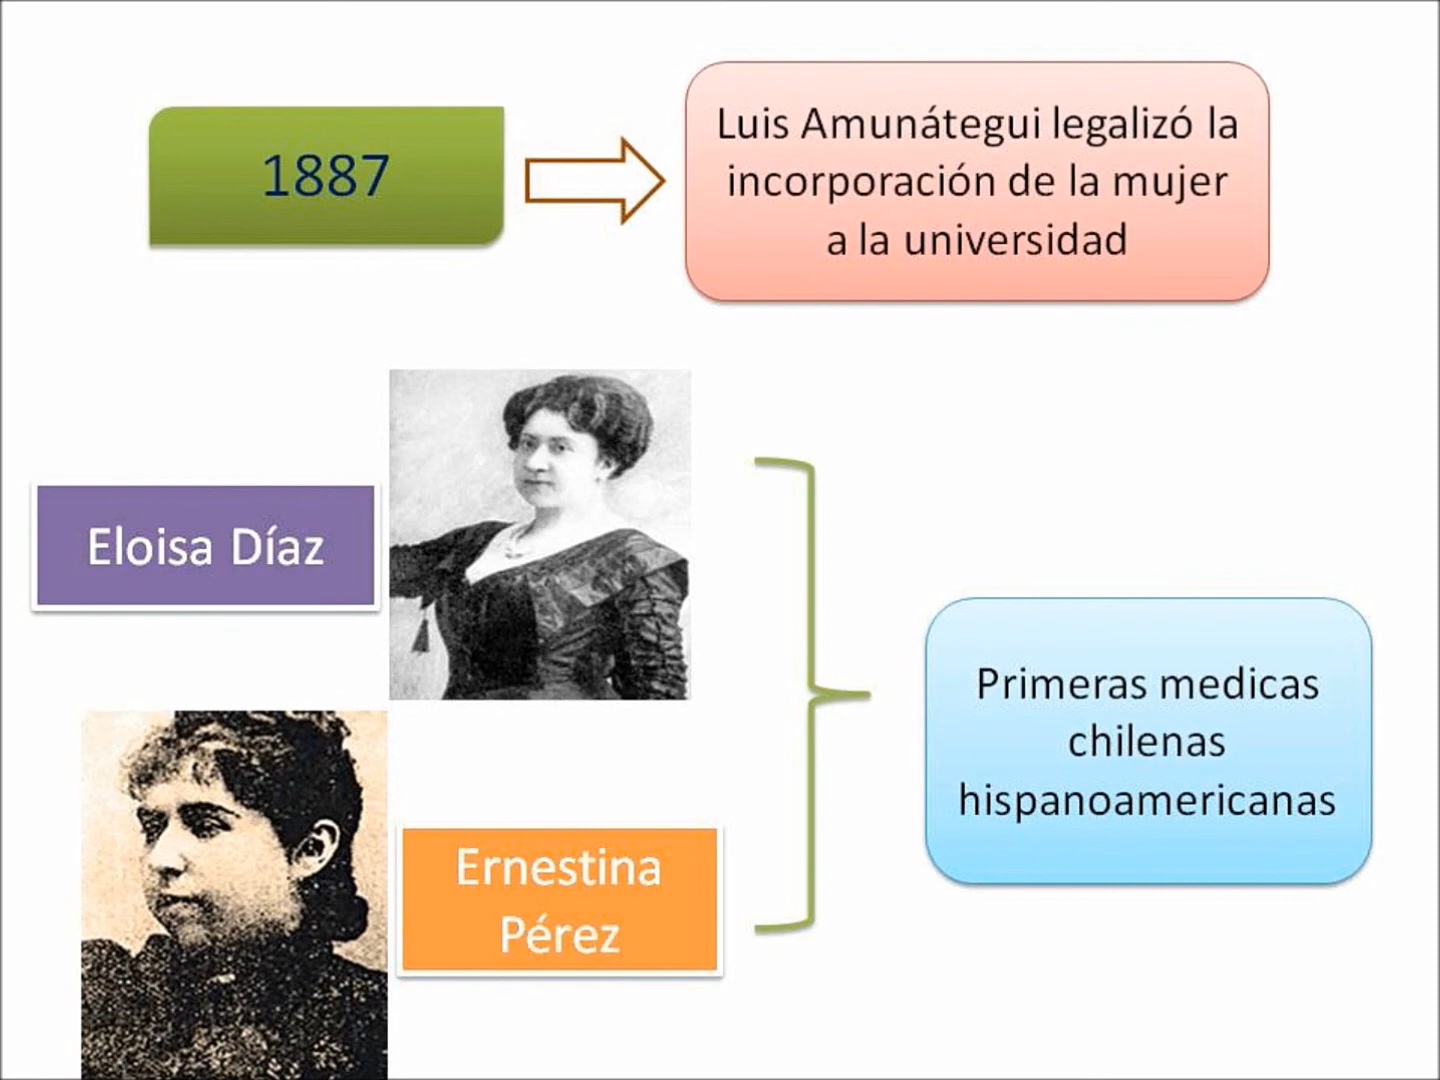 1887
Luis Amunátegui legalizó la
incorporación de la mujer
a la universidad
Eloisa Díaz
Primeras medicas
chilenas
hispanoamericanas
Ernestina
Pérez